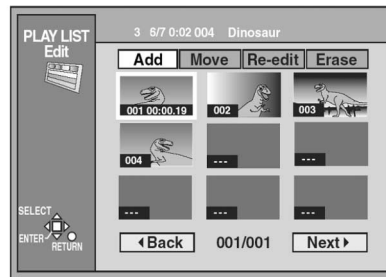 PLAY LIST
Edit
3 6/7 0:02 004 Dinosaur
Add Move Re-edit Erase
001 00:00.19 002 003
004 --- ---
--- --- ---
SELECT
ENTER RETURN
Back 001/001 Next